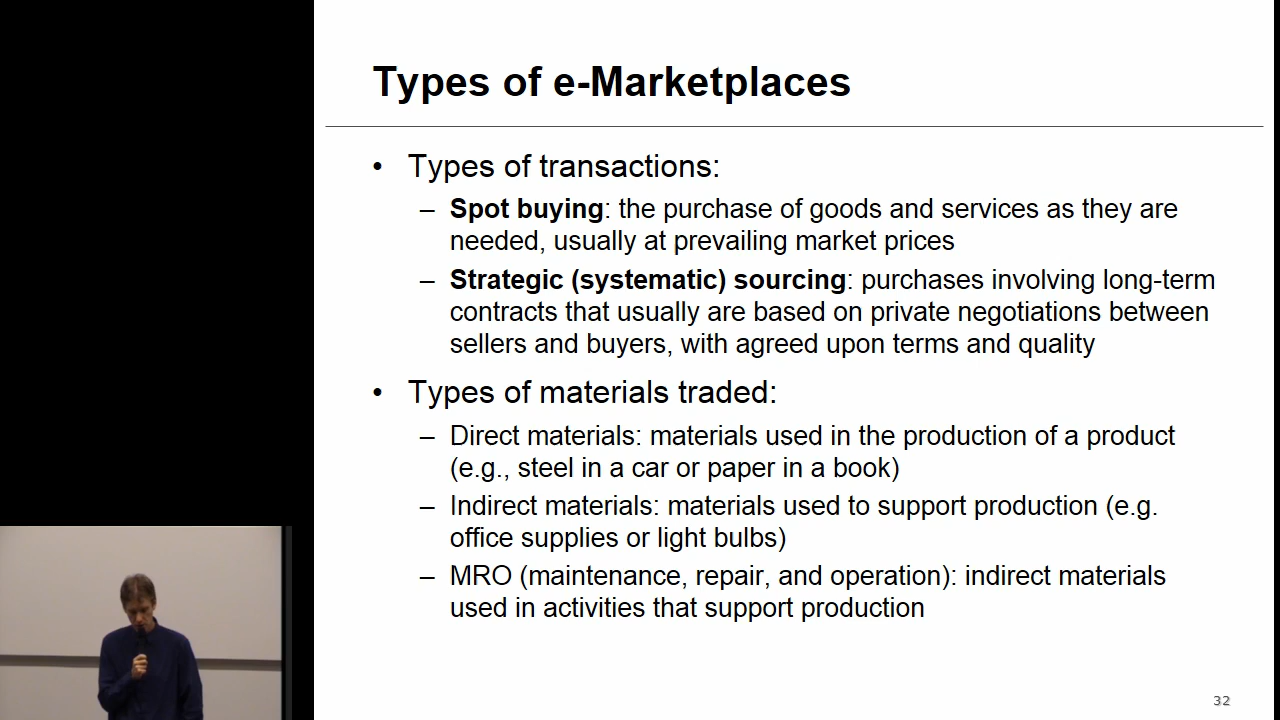 Types of e-Marketplaces
• Types of transactions:
– Spot buying: the purchase of goods and services as they are
needed, usually at prevailing market prices
– Strategic (systematic) sourcing: purchases involving long-term
contracts that usually are based on private negotiations between
sellers and buyers, with agreed upon terms and quality
• Types of materials traded:
– Direct materials: materials used in the production of a product
(e.g., steel in a car or paper in a book)
– Indirect materials: materials used to support production (e.g.
office supplies or light bulbs)
– MRO (maintenance, repair, and operation): indirect materials
used in activities that support production
32